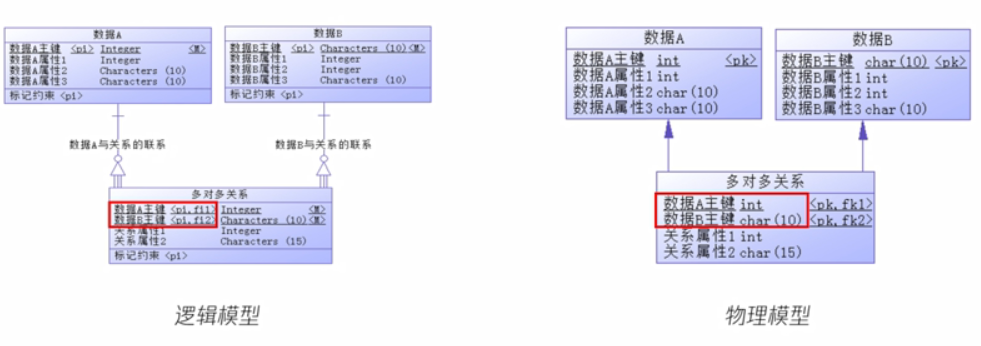 数据A
数据A主键 <pi> Integer <M>
数据A属性1 Integer
数据A属性2 Characters (10)
数据A属性3 Characters (10)
标记约束 <pi>
数据B
数据B主键 <pi> Characters (10) <M>
数据B属性1 Integer
数据B属性2 Integer
数据B属性3 Characters (10)
标记约束 <pi>
数据A与关系的联系
数据B与关系的联系
多对多关系
数据A主键 <pi,fi1> Integer <M>
数据B主键 <pi,fi2> Characters (10) <M>
关系属性1 Integer
关系属性2 Characters (15)
标记约束 <pi>
逻辑模型
数据A
数据A主键 int <pk>
数据A属性1 int
数据A属性2 char(10)
数据A属性3 char(10)
数据B
数据B主键 char(10) <pk>
数据B属性1 int
数据B属性2 int
数据B属性3 char(10)
多对多关系
数据A主键 int <pk,fk1>
数据B主键 char(10) <pk,fk2>
关系属性1 int
关系属性2 char(15)
物理模型